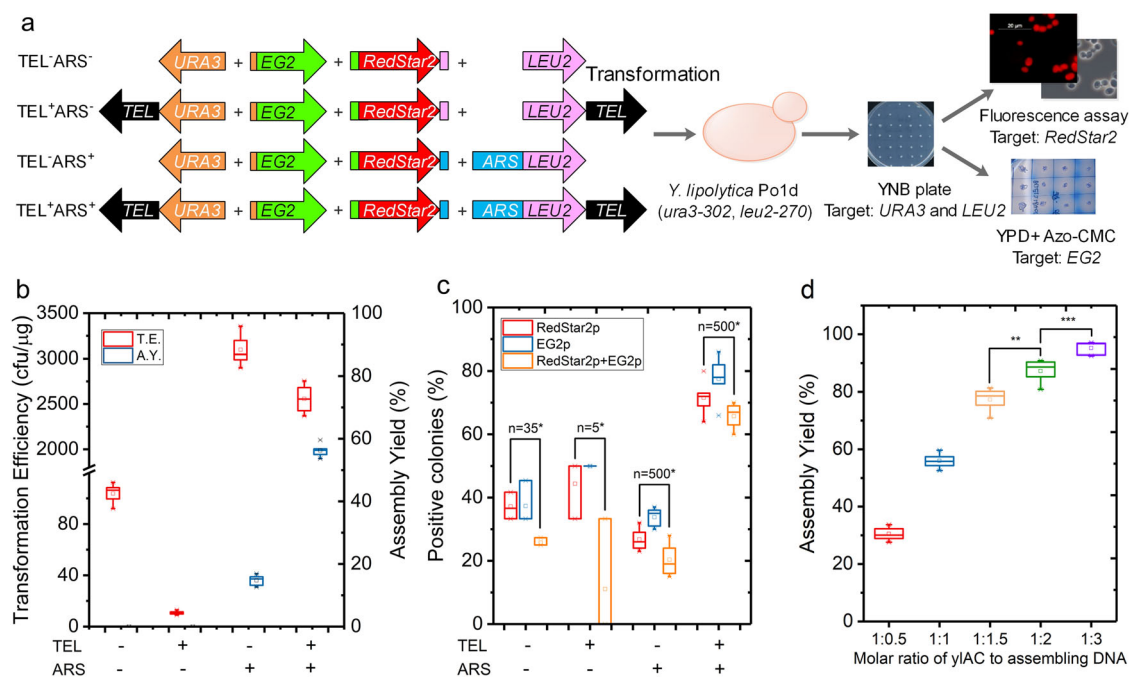 a
TEL⁻ARS⁻ URA3 + EG2 + RedStar2 + LEU2
TEL⁺ARS⁻ TEL URA3 + EG2 + RedStar2 + LEU2 TEL
TEL⁻ARS⁺ URA3 + EG2 + RedStar2 + ARS LEU2
TEL⁺ARS⁺ TEL URA3 + EG2 + RedStar2 + ARS LEU2 TEL
Transformation
Y. lipolytica Po1d
(ura3-302, leu2-270)
YNB plate
Target: URA3 and LEU2
20 μm
Fluorescence assay
Target: RedStar2
YPD+ Azo-CMC
Target: EG2
b
Transformation Efficiency (cfu/μg)
3500
3000
2500
2000
80
40
0
T.E.
A.Y.
100
80
60
40
20
0
Assembly Yield (%)
TEL - + - +
ARS - - + +
c
Positive colonies (%)
100
80
60
40
20
0
RedStar2p
EG2p
RedStar2p+EG2p
n=35*
n=5*
n=500*
n=500*
TEL - + - +
ARS - - + +
d
Assembly Yield (%)
100
80
60
40
20
0
**
***
1:0.5 1:1 1:1.5 1:2 1:3
Molar ratio of ylAC to assembling DNA